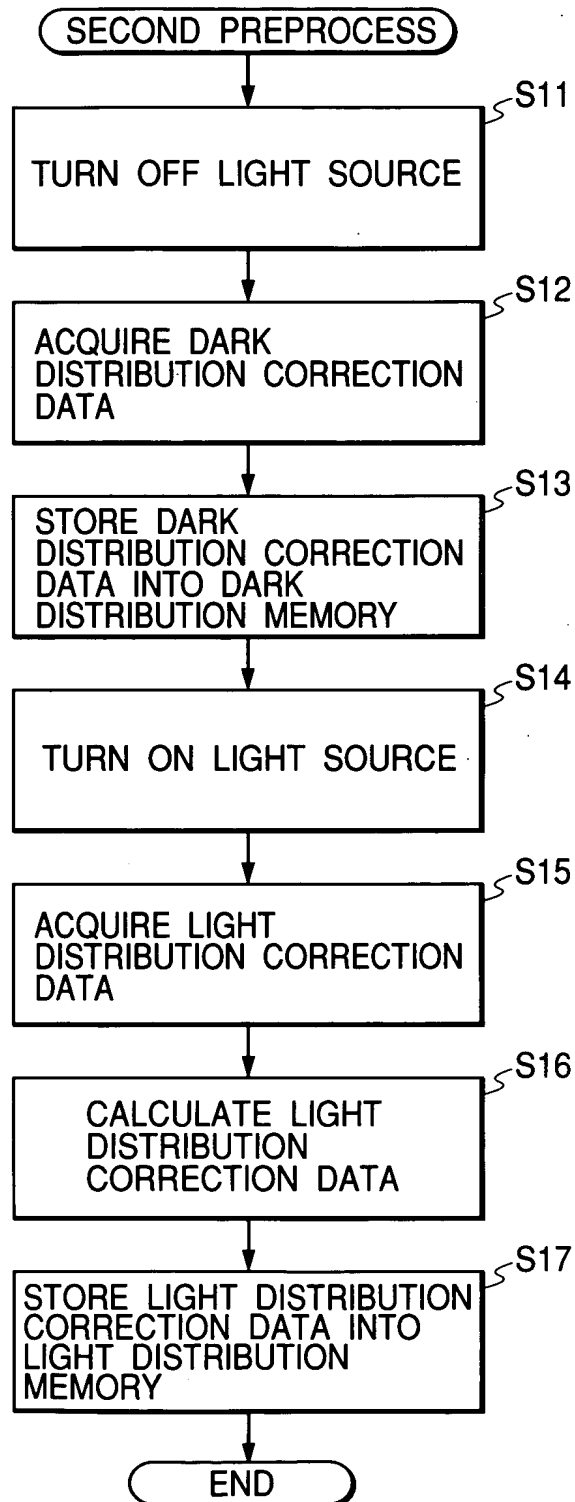 SECOND PREPROCESS
S11
TURN OFF LIGHT SOURCE
S12
ACQUIRE DARK
DISTRIBUTION CORRECTION
DATA
S13
STORE DARK
DISTRIBUTION CORRECTION
DATA INTO DARK
DISTRIBUTION MEMORY
S14
TURN ON LIGHT SOURCE
S15
ACQUIRE LIGHT
DISTRIBUTION CORRECTION
DATA
S16
CALCULATE LIGHT
DISTRIBUTION
CORRECTION DATA
S17
STORE LIGHT DISTRIBUTION
CORRECTION DATA INTO
LIGHT DISTRIBUTION
MEMORY
END